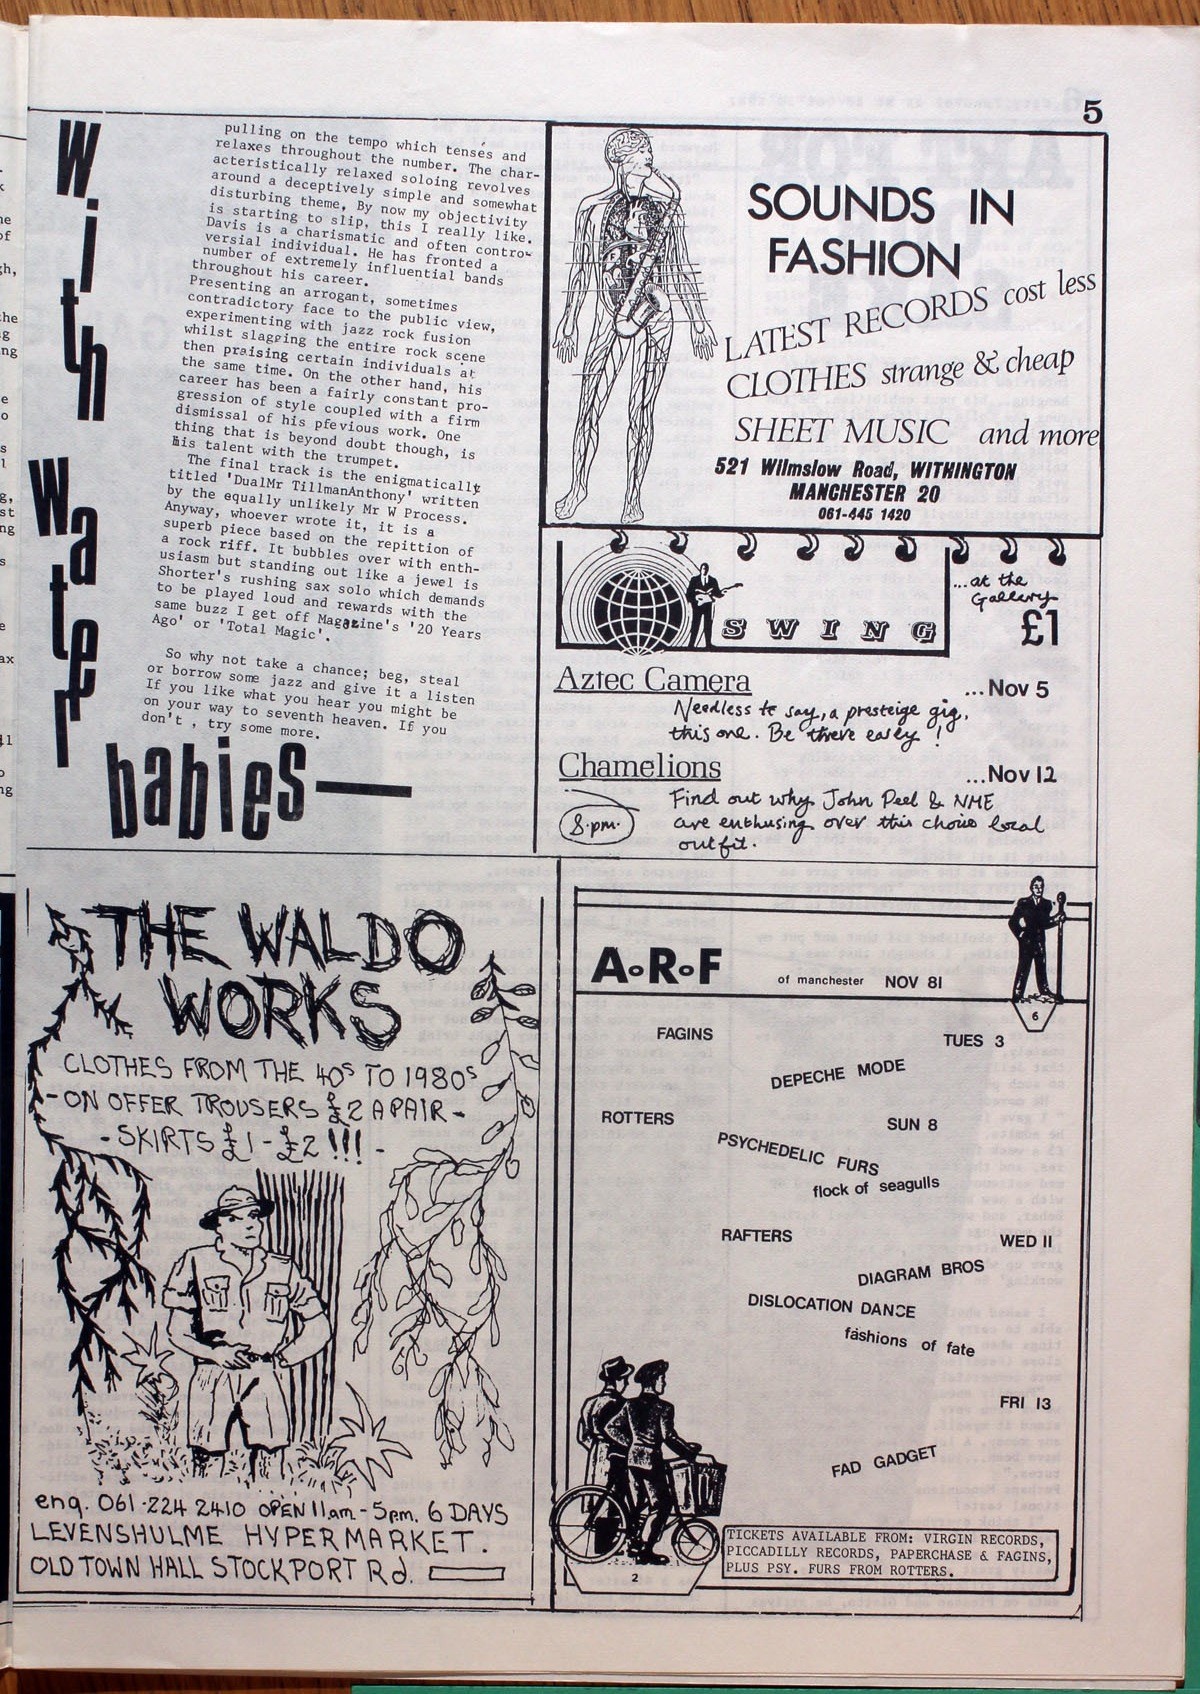 5
With
Water
babies—
pulling on the tempo which tenses and
relaxes throughout the number. The char-
acteristically relaxed soloing revolves
around a deceptively simple and somewhat
disturbing theme, By now my objectivity
is starting to slip, this I really like.
Davis is a charismatic and often contro-
versial individual. He has fronted a
number of extremely influential bands
throughout his career.
Presenting an arrogant, sometimes
contradictory face to the public view,
experimenting with jazz rock fusion
whilst slagging the entire rock scene
then praising certain individuals at
the same time. On the other hand, his
career has been a fairly constant pro-
gression of style coupled with a firm
dismissal of his pfevious work. One
thing that is beyond doubt though, is
his talent with the trumpet.
The final track is the enigmatically
titled 'DualMr TillmanAnthony' written
by the equally unlikely Mr W Process.
Anyway, whoever wrote it, it is a
superb piece based on the repittion of
a rock riff. It bubbles over with enth-
usiasm but standing out like a jewel is
Shorter's rushing sax solo which demands
to be played loud and rewards with the
same buzz I get off Magazine's '20 Years
Ago' or 'Total Magic'.
So why not take a chance; beg, steal
or borrow some jazz and give it a listen
If you like what you hear you might be
on your way to seventh heaven. If you
don't , try some more.
SOUNDS IN
FASHION
LATEST RECORDS cost less
CLOTHES strange & cheap
SHEET MUSIC and more
521 Wilmslow Road, WITHINGTON
MANCHESTER 20
061-445 1420
SWING
...at the
Gallery
£1
Aztec Camera ...Nov 5
Needless to say, a presteige gig,
this one. Be there early !
Chamelions ...Nov 12
8.pm.
Find out why John Peel & NME
are enthusing over this choice local
outfit.
THE WALDO
WORKS
CLOTHES FROM THE 40s TO 1980s
-ON OFFER TROUSERS £2 A PAIR-
-SKIRTS £1-£2 !!!-
enq. 061-224 2410 OPEN 11am-5pm. 6 DAYS
LEVENSHULME HYPERMARKET.
OLD TOWN HALL STOCKPORT Rd.
A.R.F of manchester NOV 81
6
FAGINS TUES 3
DEPECHE MODE
ROTTERS SUN 8
PSYCHEDELIC FURS
flock of seagulls
RAFTERS WED 11
DIAGRAM BROS
DISLOCATION DANCE
fashions of fate
FRI 13
FAD GADGET
TICKETS AVAILABLE FROM: VIRGIN RECORDS,
PICCADILLY RECORDS, PAPERCHASE & FAGINS,
PLUS PSY. FURS FROM ROTTERS.
2